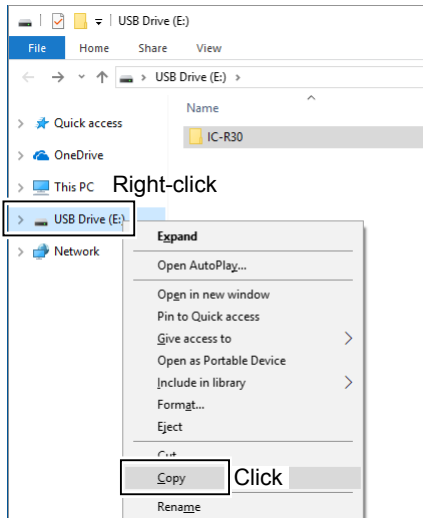 USB Drive (E:)
File Home Share View
USB Drive (E:)
Name
Quick access
IC-R30
OneDrive
This PC
Right-click
USB Drive (E:)
Expand
Network
Open AutoPlay...
Open in new window
Pin to Quick access
Give access to
Open as Portable Device
Include in library
Format...
Eject
Cut
Copy
Click
Rename